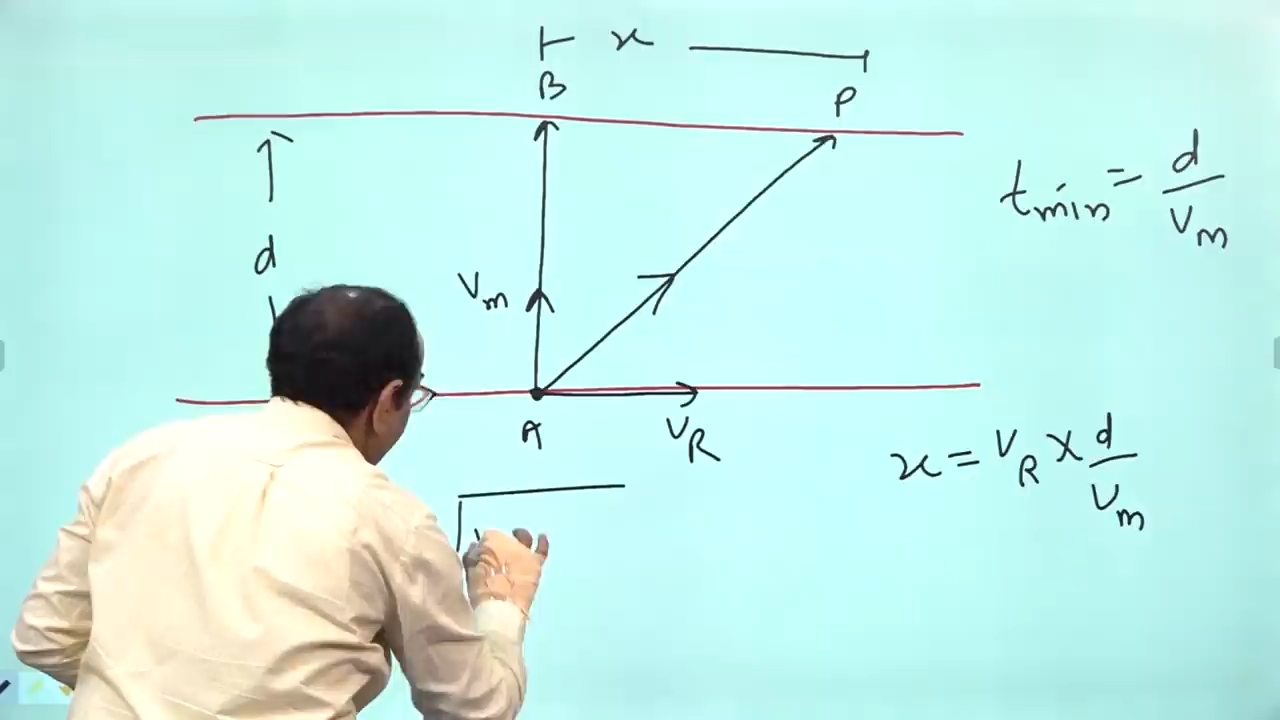 x
B
P
t_min = d/V_m
d
V_m
A
V_R
x = V_R × d/V_m